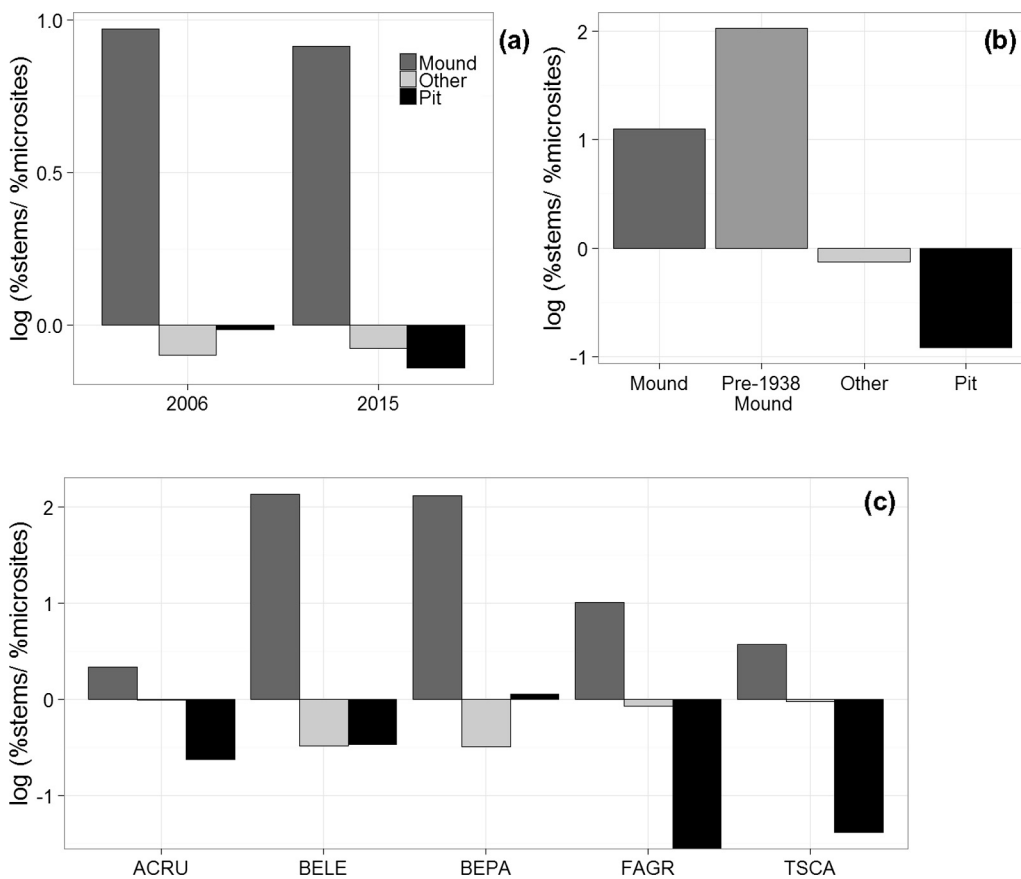 (a)
log (%stems/ %microsites)
1.0
0.5
0.0
Mound
Other
Pit
2006
2015
(b)
log (%stems/ %microsites)
2
1
0
-1
Mound
Pre-1938
Mound
Other
Pit
(c)
log (%stems/ %microsites)
2
1
0
-1
ACRU
BELE
BEPA
FAGR
TSCA